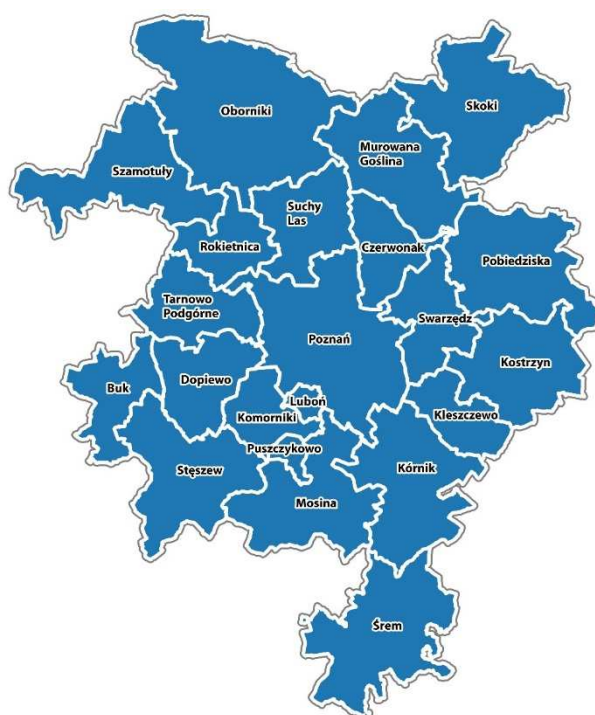 Skoki
Oborniki
Murowana
Goślina
Szamotuły
Suchy
Las
Rokietnica
Czerwonak
Pobiedziska
Tarnowo
Podgórne
Swarzędz
Poznań
Kostrzyn
Buk
Dopiewo
Luboń
Komorniki
Kleszczewo
Puszczykowo
Stęszew
Kórnik
Mosina
Śrem